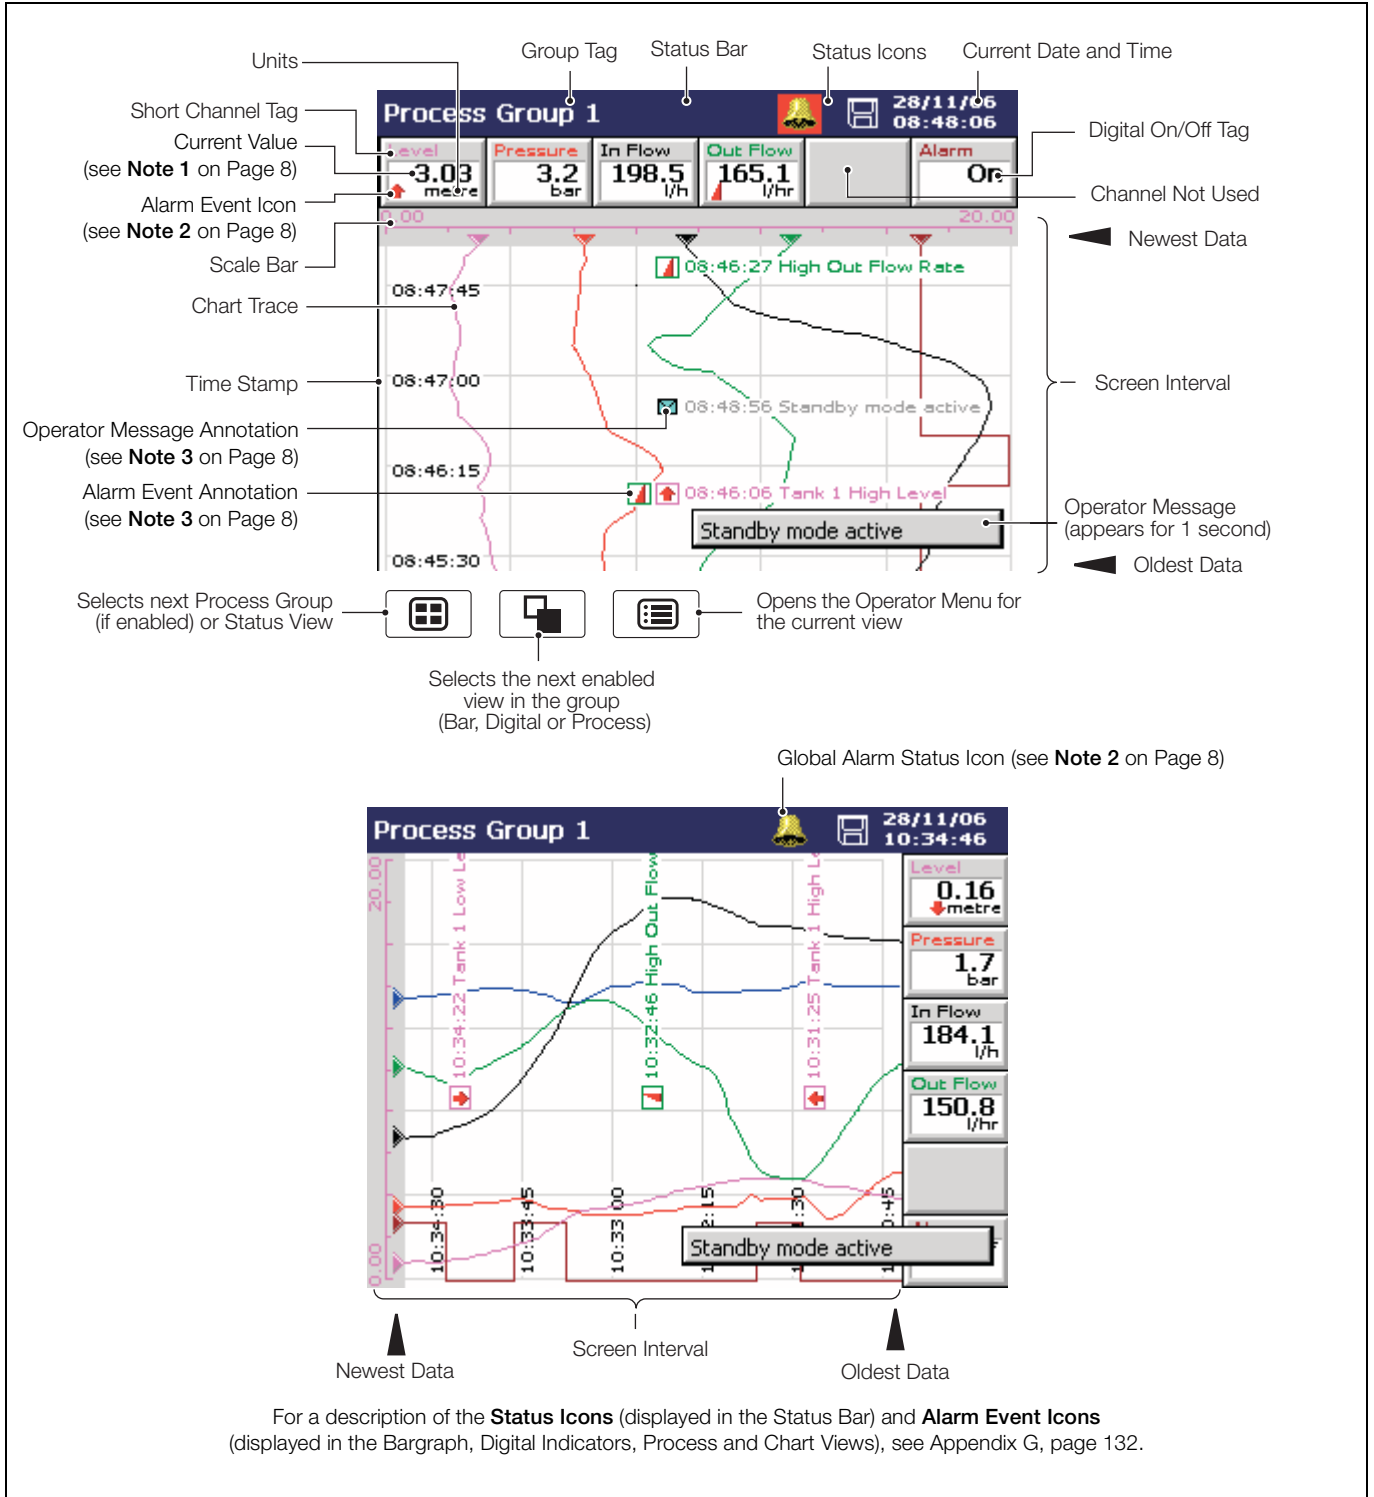 Group Tag
Status Bar
Status Icons
Current Date and Time
Units
Short Channel Tag
Current Value
(see Note 1 on Page 8)
Alarm Event Icon
(see Note 2 on Page 8)
Scale Bar
Chart Trace
Time Stamp
Operator Message Annotation
(see Note 3 on Page 8)
Alarm Event Annotation
(see Note 3 on Page 8)
Process Group 1
28/11/06
08:48:06
Level
3.03
metre
Pressure
3.2
bar
In Flow
198.5
l/h
Out Flow
165.1
l/hr
Alarm
On
0.00
20.00
08:46:27 High Out Flow Rate
08:47:45
08:47:00
08:48:56 Standby mode active
08:46:15
08:46:06 Tank 1 High Level
Standby mode active
08:45:30
Digital On/Off Tag
Channel Not Used
Newest Data
Screen Interval
Operator Message
(appears for 1 second)
Oldest Data
Selects next Process Group
(if enabled) or Status View
Opens the Operator Menu for
the current view
Selects the next enabled
view in the group
(Bar, Digital or Process)
Global Alarm Status Icon (see Note 2 on Page 8)
Process Group 1
28/11/06
10:34:46
20.00
0.00
10:34:22 Tank 1 Low Le
10:32:46 High Out Flow
10:31:25 Tank 1 High Le
Level
0.16
metre
Pressure
1.7
bar
In Flow
184.1
l/h
Out Flow
150.8
l/hr
10:34:30
10:33:45
10:33:00
2:15
:30
0:45
Standby mode active
Newest Data
Screen Interval
Oldest Data
For a description of the Status Icons (displayed in the Status Bar) and Alarm Event Icons
(displayed in the Bargraph, Digital Indicators, Process and Chart Views), see Appendix G, page 132.